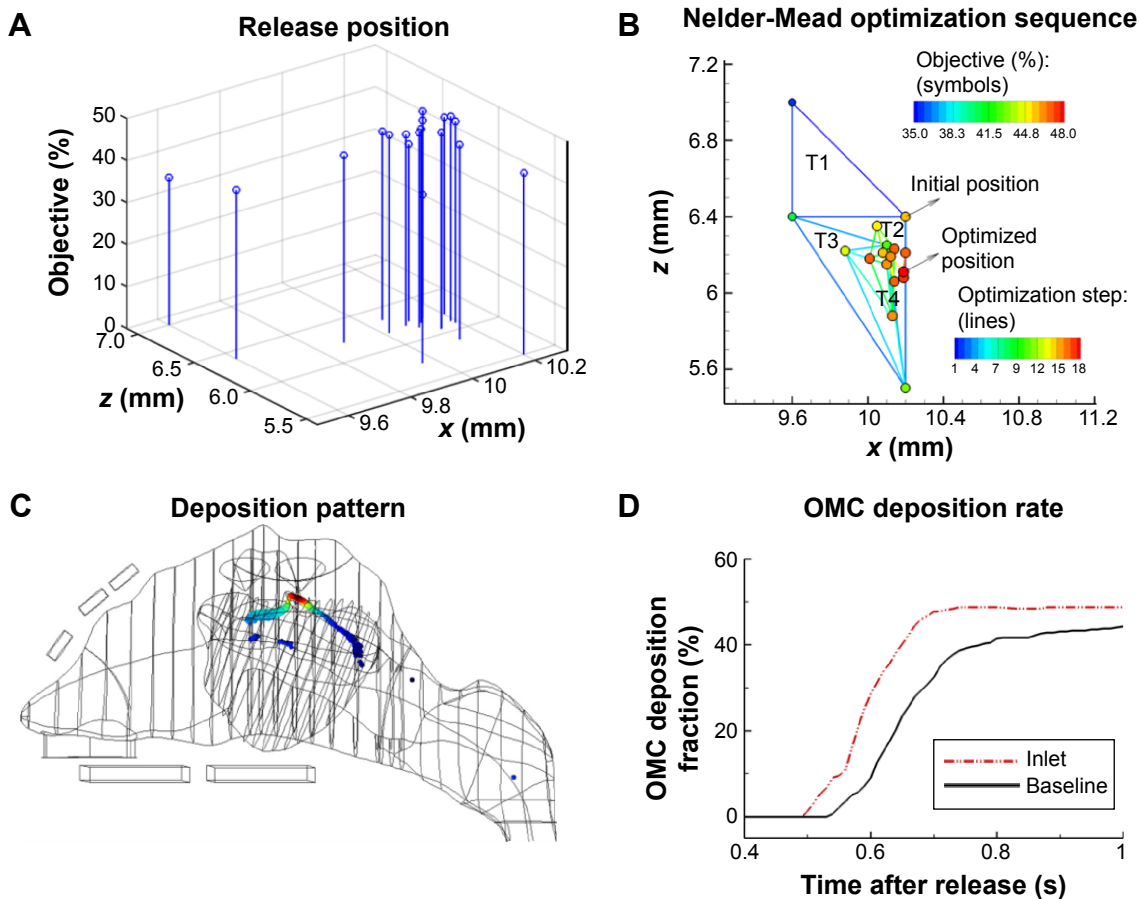 A
Release position
50
40
30
20
10
0
Objective (%)
7.0
6.5
6.0
5.5
z (mm)
9.6
9.8
10
10.2
x (mm)
B
Nelder-Mead optimization sequence
7.2
6.8
6.4
6
5.6
z (mm)
9.6 10 10.4 10.8 11.2
x (mm)
Objective (%):
(symbols)
35.0 38.3 41.5 44.8 48.0
T1
Initial position
T2
T3
Optimized
position
T4
Optimization step:
(lines)
1 4 7 9 12 15 18
C
Deposition pattern
D
OMC deposition rate
60
40
20
0
OMC deposition
fraction (%)
Inlet
Baseline
0.4 0.6 0.8 1
Time after release (s)